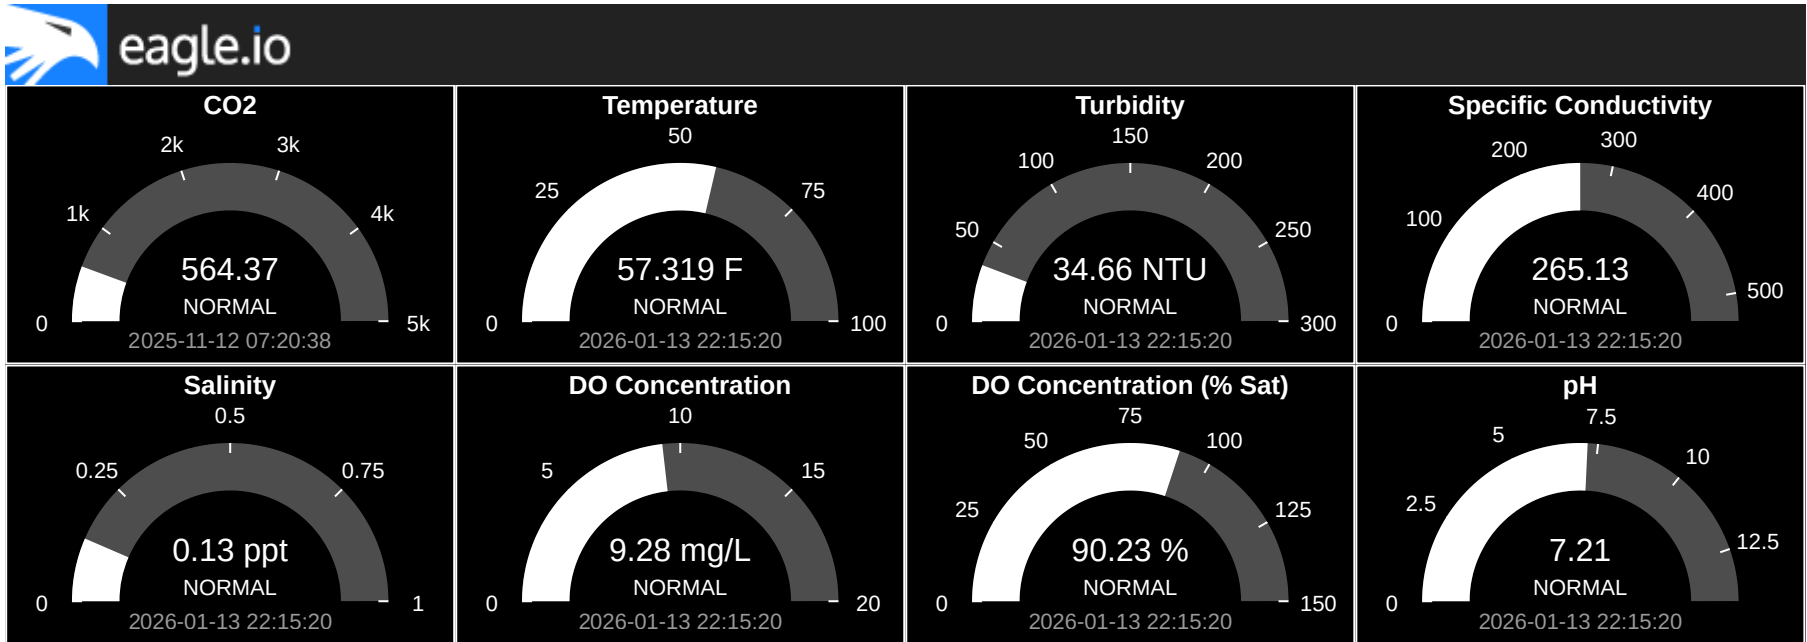 eagle.io
CO2
0
1k
2k
3k
4k
5k
564.37
NORMAL
2025-11-12 07:20:38
Temperature
0
25
50
75
100
57.319 F
NORMAL
2026-01-13 22:15:20
Turbidity
0
50
100
150
200
250
300
34.66 NTU
NORMAL
2026-01-13 22:15:20
Specific Conductivity
0
100
200
300
400
500
265.13
NORMAL
2026-01-13 22:15:20
Salinity
0
0.25
0.5
0.75
1
0.13 ppt
NORMAL
2026-01-13 22:15:20
DO Concentration
0
5
10
15
20
9.28 mg/L
NORMAL
2026-01-13 22:15:20
DO Concentration (% Sat)
0
25
50
75
100
125
150
90.23 %
NORMAL
2026-01-13 22:15:20
pH
0
2.5
5
7.5
10
12.5
7.21
NORMAL
2026-01-13 22:15:20